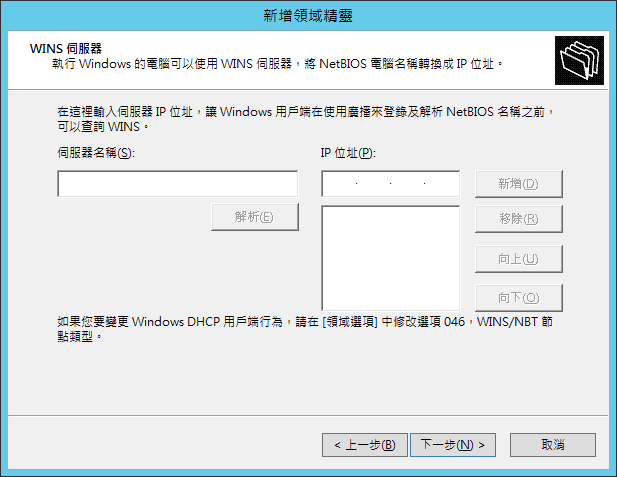 新增領域精靈
WINS 伺服器
執行 Windows 的電腦可以使用 WINS 伺服器，將 NetBIOS 電腦名稱轉換成 IP 位址。
在這裡輸入伺服器 IP 位址，讓 Windows 用戶端在使用廣播來登錄及解析 NetBIOS 名稱之前，
可以查詢 WINS。
伺服器名稱(S): IP 位址(P):
新增(D)
解析(E) 移除(R)
向上(U)
向下(O)
如果您要變更 Windows DHCP 用戶端行為，請在 [領域選項] 中修改選項 046，WINS/NBT 節
點類型。
< 上一步(B) 下一步(N) > 取消